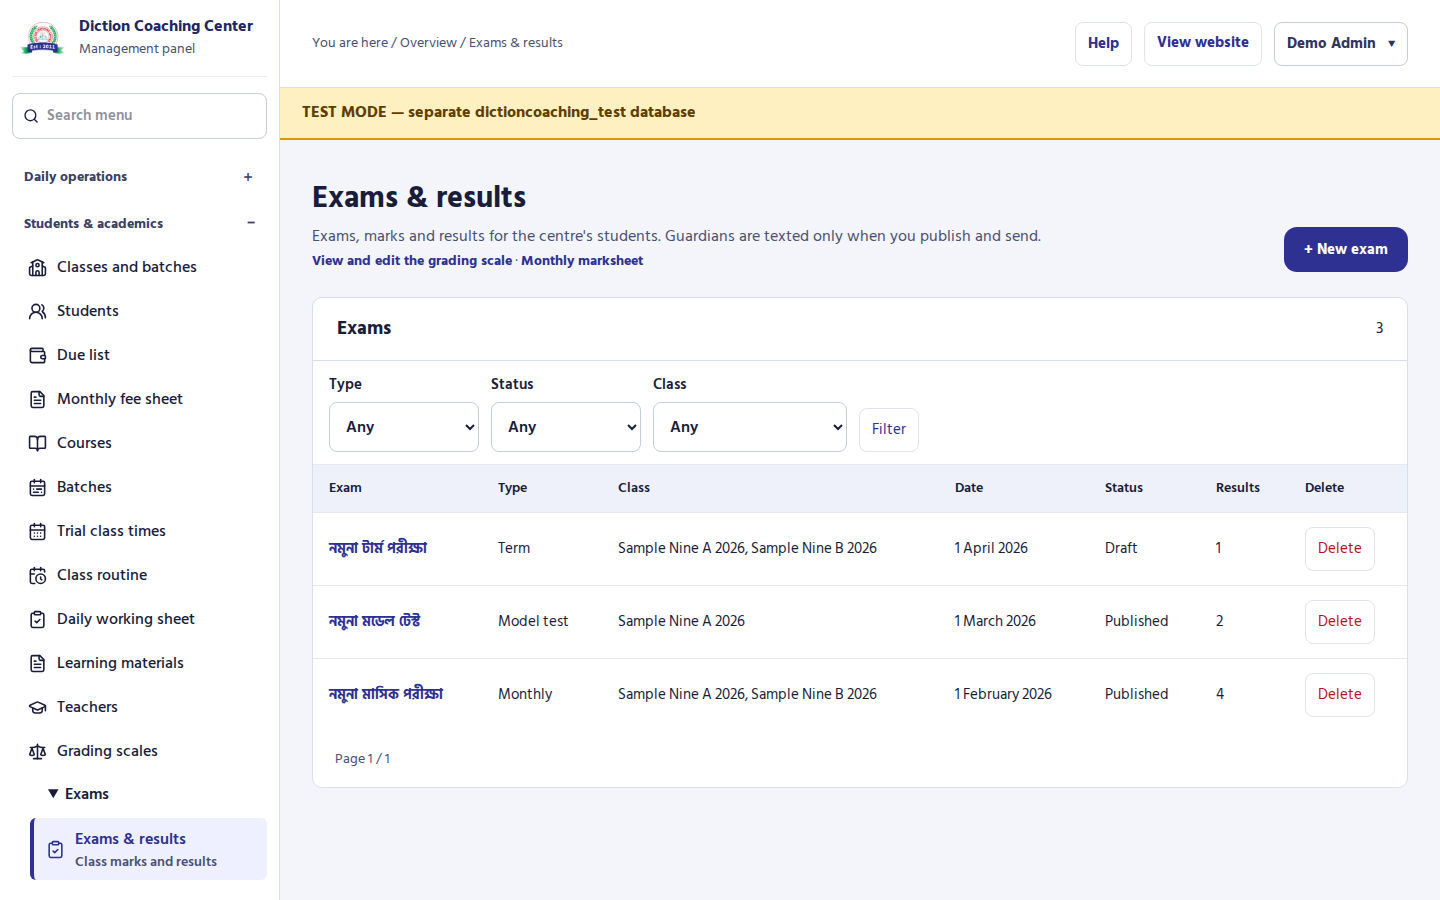 Diction Coaching Center
Management panel
Est : 2011
Search menu
Daily operations +
Students & academics −
Classes and batches
Students
Due list
Monthly fee sheet
Courses
Batches
Trial class times
Class routine
Daily working sheet
Learning materials
Teachers
Grading scales
▼ Exams
Exams & results
Class marks and results
You are here / Overview / Exams & results
Help
View website
Demo Admin ▼
TEST MODE — separate dictioncoaching_test database
Exams & results
Exams, marks and results for the centre's students. Guardians are texted only when you publish and send.
View and edit the grading scale · Monthly marksheet
+ New exam
Exams 3
Type Status Class
Any Any Any Filter
Exam Type Class Date Status Results Delete
নমুনা টার্ম পরীক্ষা Term Sample Nine A 2026, Sample Nine B 2026 1 April 2026 Draft 1 Delete
নমুনা মডেল টেস্ট Model test Sample Nine A 2026 1 March 2026 Published 2 Delete
নমুনা মাসিক পরীক্ষা Monthly Sample Nine A 2026, Sample Nine B 2026 1 February 2026 Published 4 Delete
Page 1 / 1